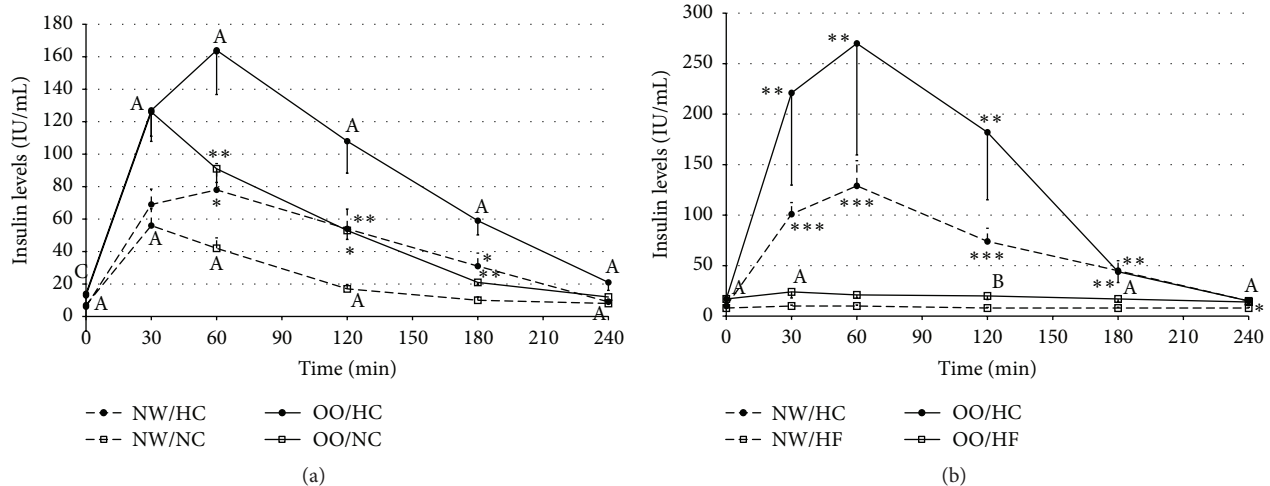 180
160
140
120
100
80
60
40
20
0
Insulin levels (IU/mL)
A
A
A
A
A
C
A
A
A
A
A
**
*
**
*
*
**
0 30 60 90 120 150 180 210 240
Time (min)
NW/HC OO/HC
NW/NC OO/NC
(a)
300
250
200
150
100
50
0
Insulin levels (IU/mL)
**
**
**
***
***
***
**
**
A
A
B
A
A
*
0 30 60 90 120 150 180 210 240
Time (min)
NW/HC OO/HC
NW/HF OO/HF
(b)